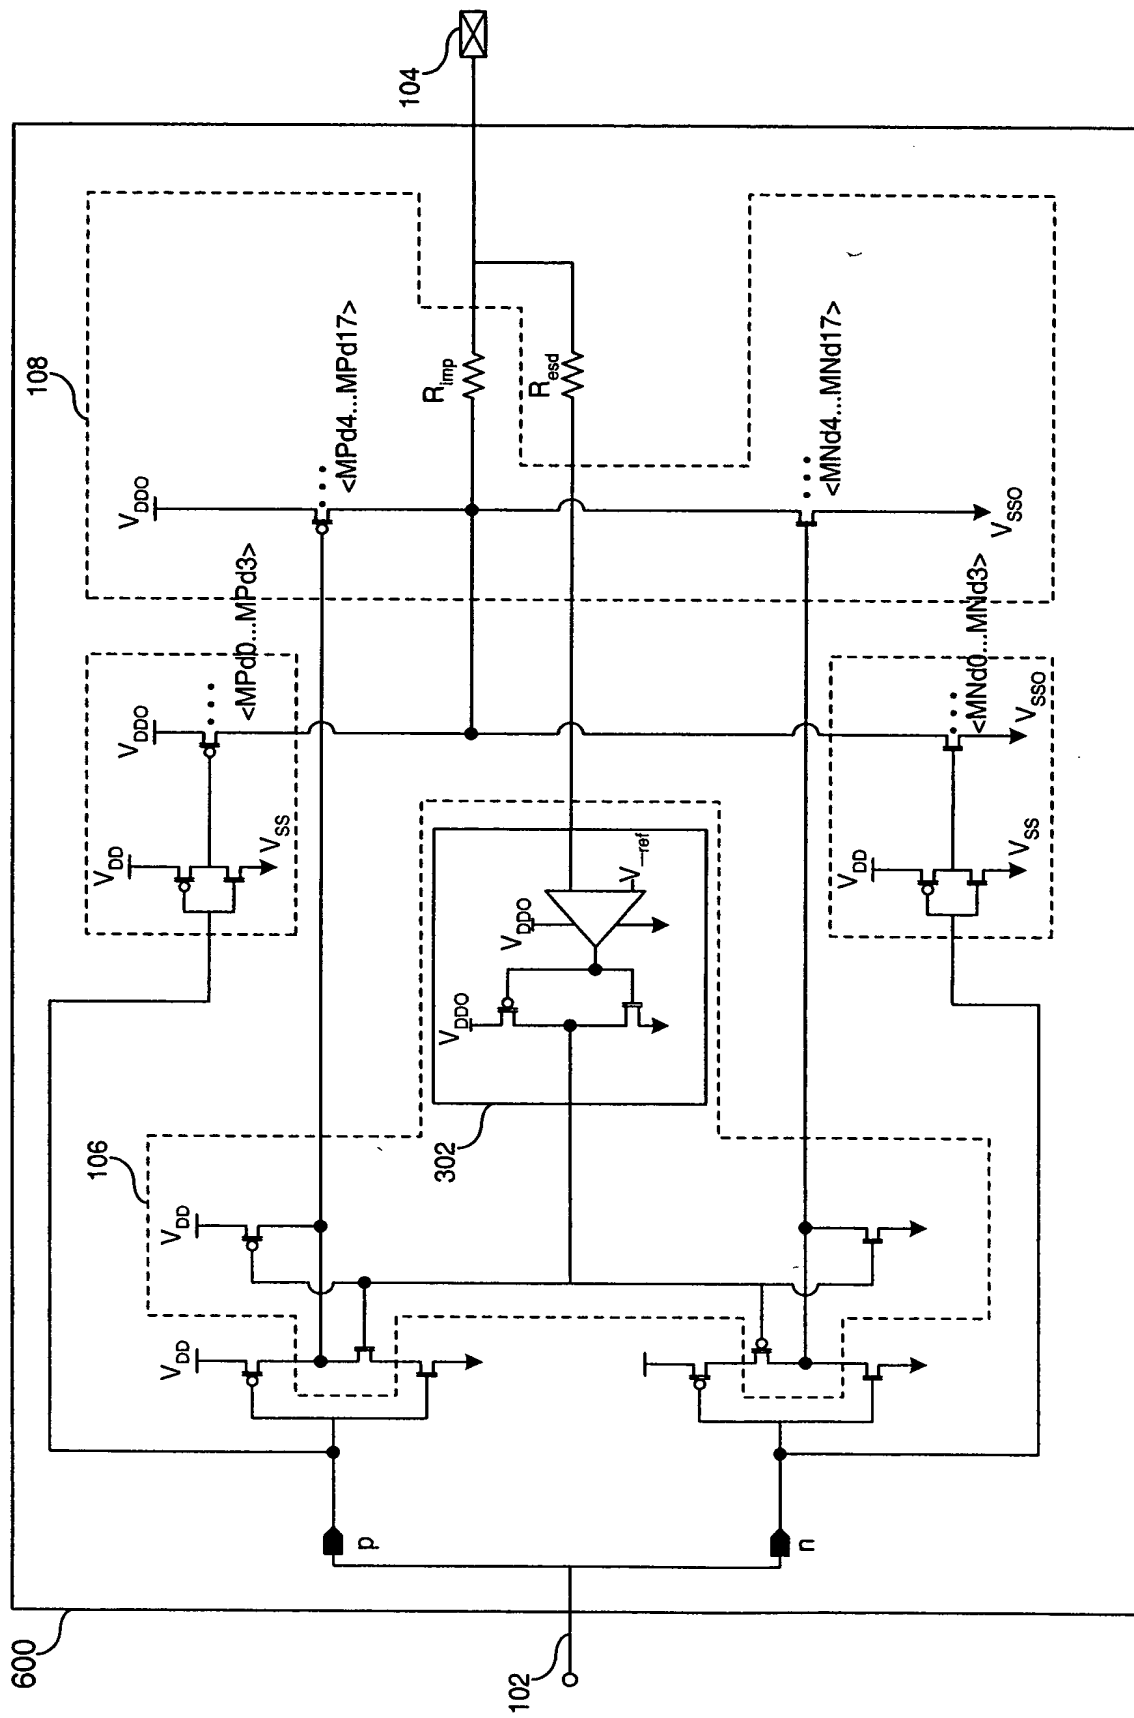 600
102
p
n
106
V_DD
V_DD
302
V_DDO
V_DDO
V_ref
V_DD
V_SS
V_DDO
<MPd0...MPd3>
V_DD
V_SS
<MNd0...MNd3>
V_SSO
108
V_DDO
<MPd4...MPd17>
R_imp
R_esd
<MNd4...MNd17>
V_SSO
104